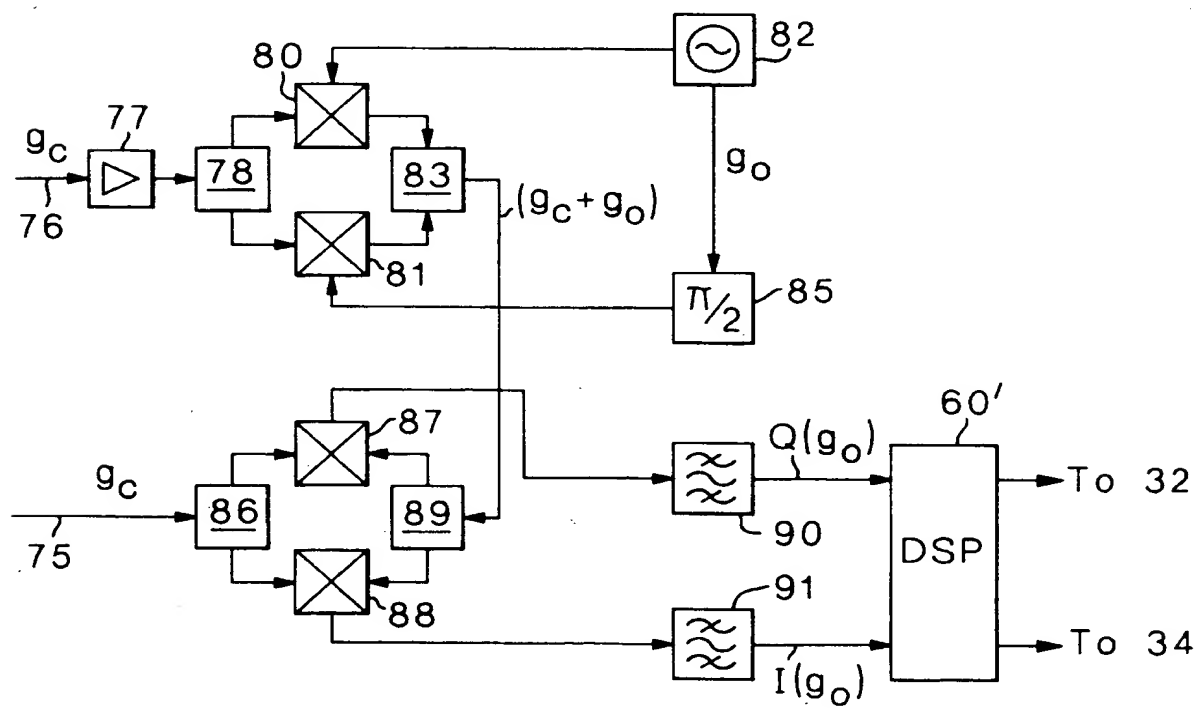 80
82
77
g_c
78
83
g_o
(g_c + g_o)
76
81
π/2
85
87
60′
Q(g_o)
To 32
g_c
86
89
90
DSP
75
91
88
To 34
I(g_o)